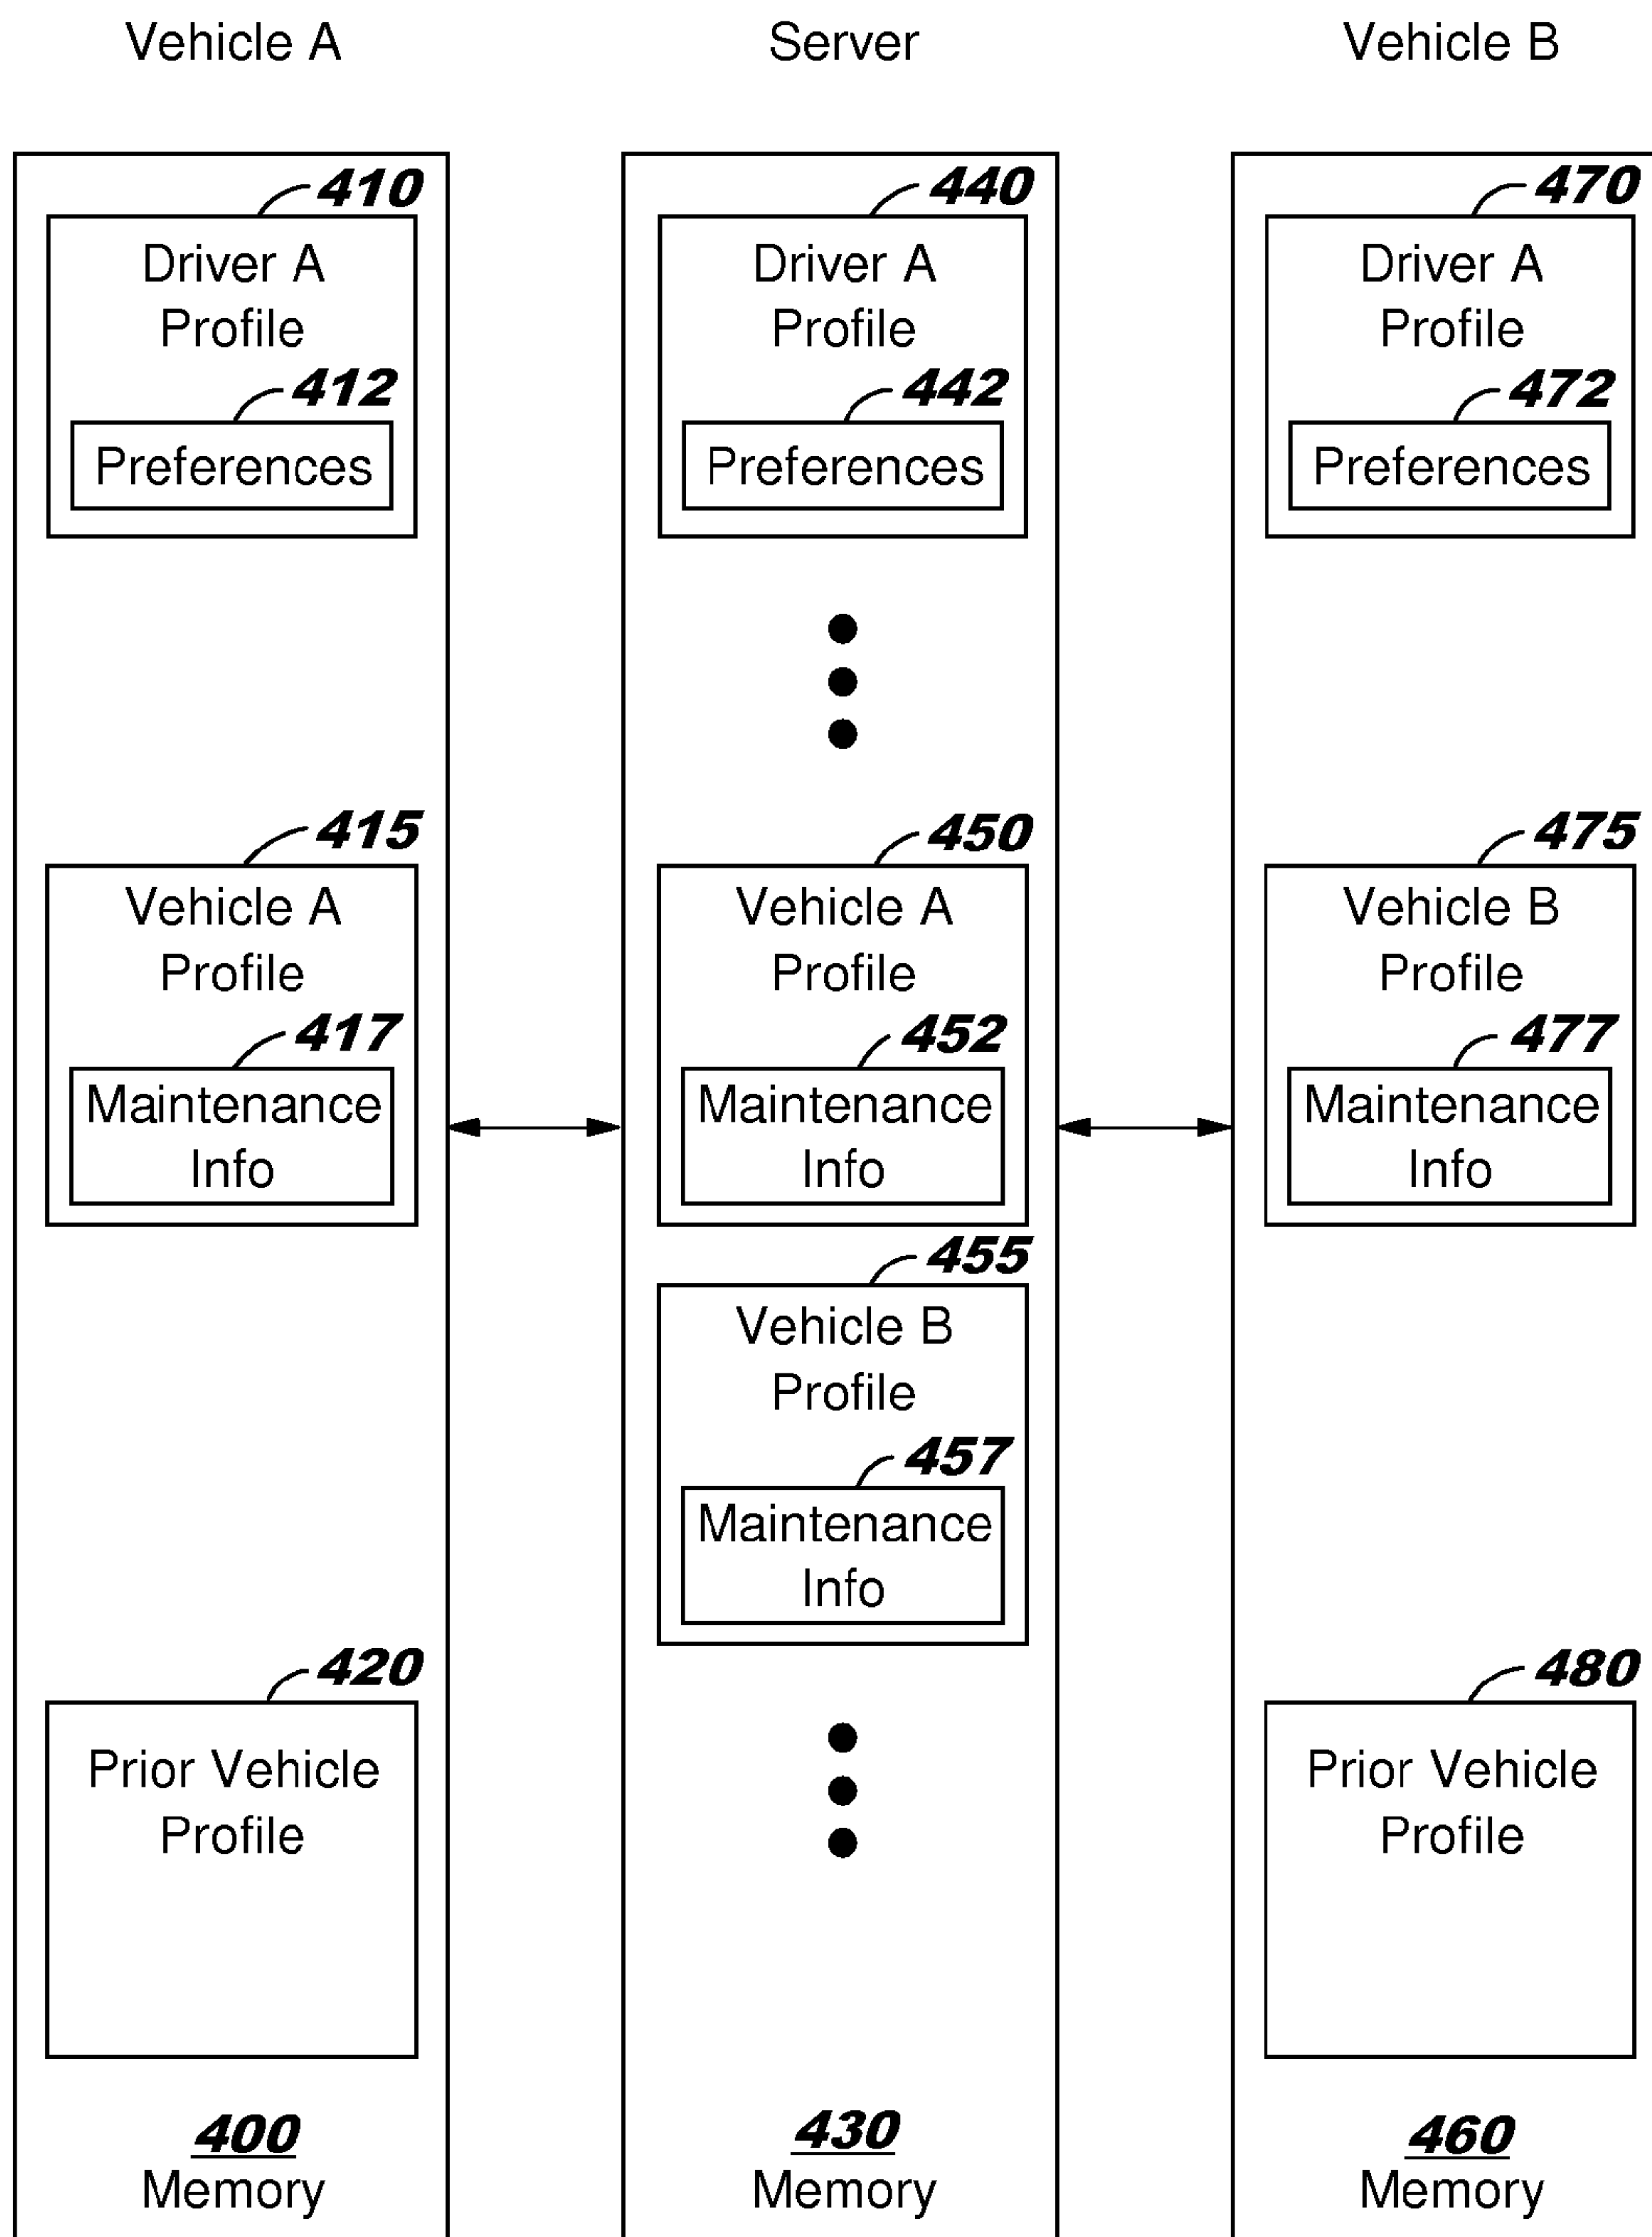 Vehicle A
Server
Vehicle B
410
Driver A
Profile
412
Preferences
415
Vehicle A
Profile
417
Maintenance
Info
420
Prior Vehicle
Profile
400
Memory
440
Driver A
Profile
442
Preferences
450
Vehicle A
Profile
452
Maintenance
Info
455
Vehicle B
Profile
457
Maintenance
Info
430
Memory
470
Driver A
Profile
472
Preferences
475
Vehicle B
Profile
477
Maintenance
Info
480
Prior Vehicle
Profile
460
Memory